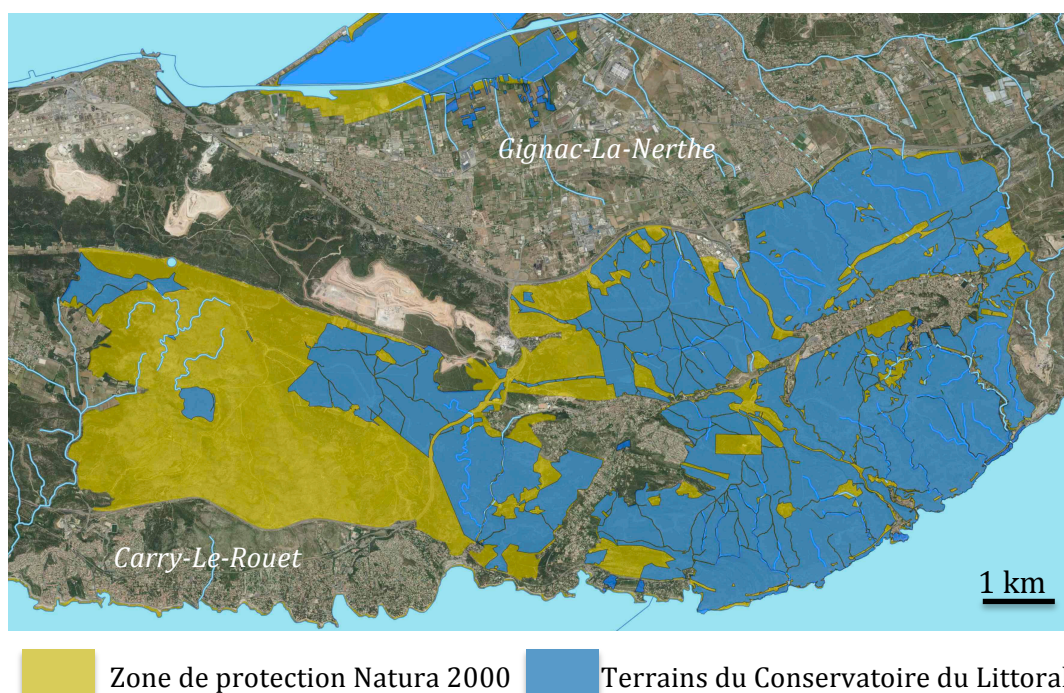 Gignac-La-Nerthe
Carry-Le-Rouet
1 km
Zone de protection Natura 2000
Terrains du Conservatoire du Littoral